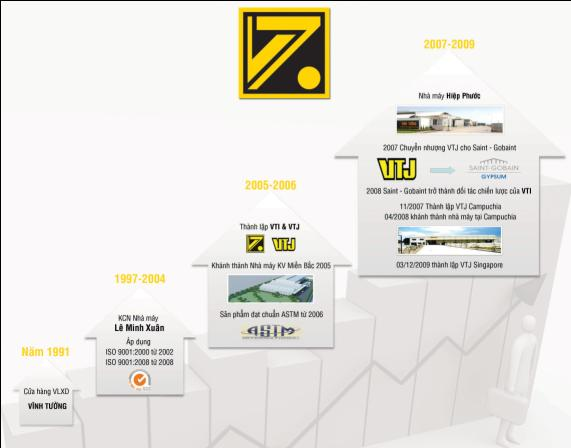 Năm 1991
Cửa hàng VLXD
VĨNH TƯỜNG
1997-2004
KCN Nhà máy
Lê Minh Xuân
Áp dụng
ISO 9001:2000 từ 2002
ISO 9001:2008 từ 2008
2005-2006
Thành lập VTI & VTJ
VTJ
Khánh thành Nhà máy KV Miền Bắc 2005
Sản phẩm đạt chuẩn ASTM từ 2006
ASTM
2007-2009
Nhà máy Hiệp Phước
2007 Chuyển nhượng VTJ cho Saint - Gobaint
VTJ
SAINT-GOBAIN
GYPSUM
2008 Saint - Gobaint trở thành đối tác chiến lược của VTI
11/2007 Thành lập VTJ Campuchia
04/2008 khánh thành nhà máy tại Campuchia
03/12/2009 thành lập VTJ Singapore